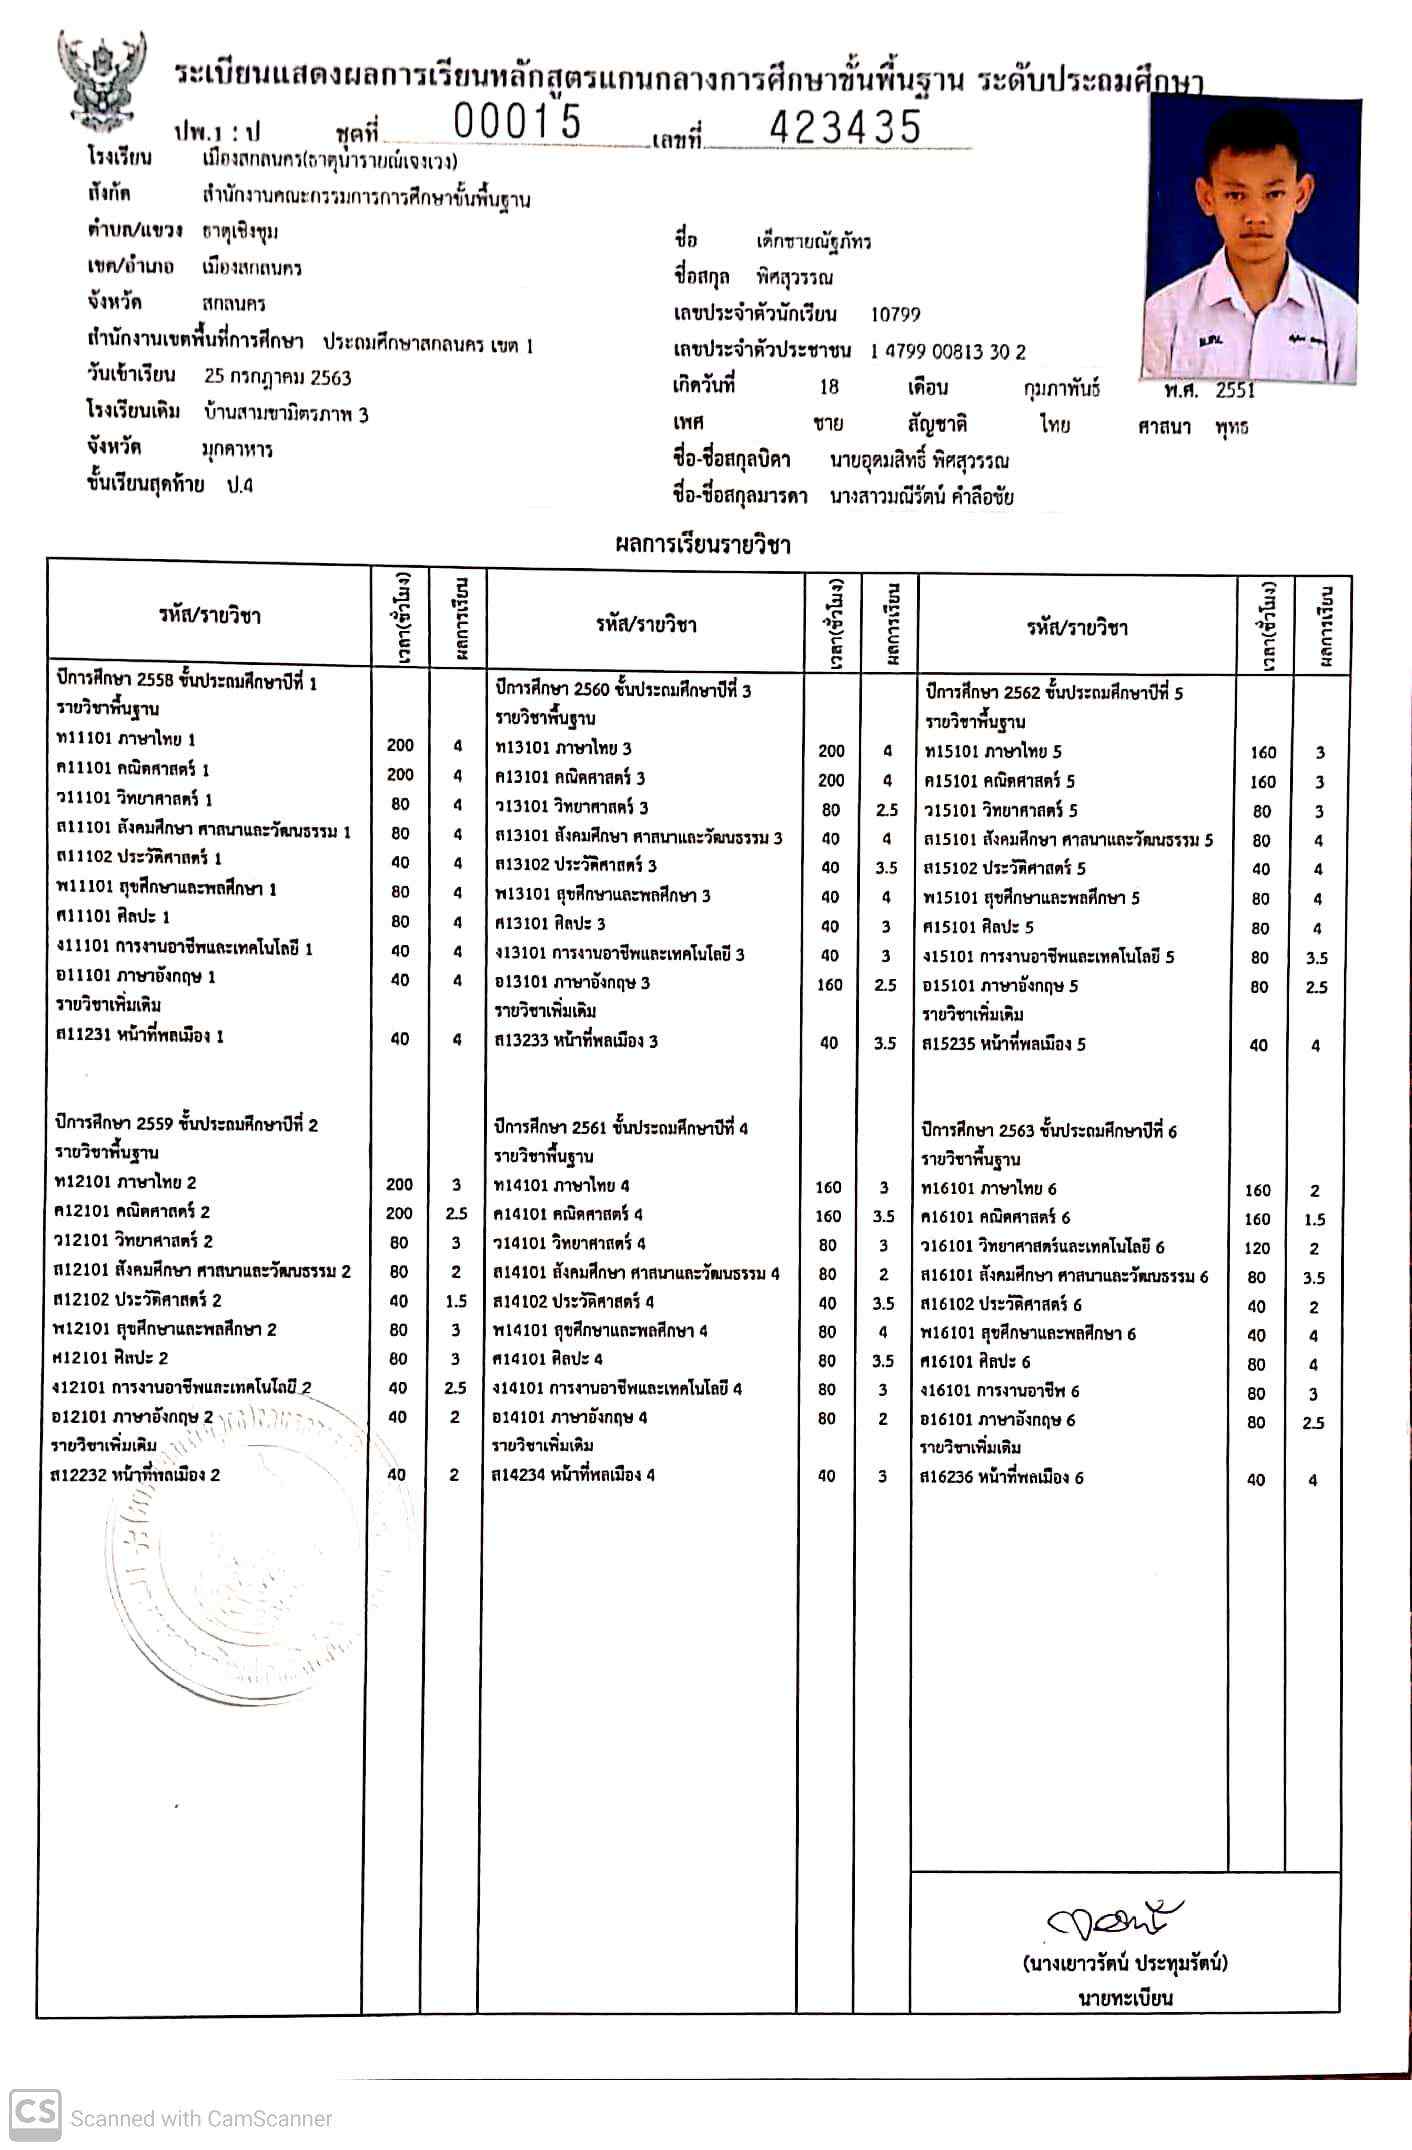 ระเบียนแสดงผลการเรียนหลักสูตรแกนกลางการศึกษาขั้นพื้นฐาน ระดับประถมศึกษา
ปพ.1 : ป ชุดที่ 00015 เลขที่ 423435
โรงเรียน เมืองสกลนคร(ธาตุนารายณ์เจงเวง)
สังกัด สำนักงานคณะกรรมการการศึกษาขั้นพื้นฐาน
ตำบล/แขวง ธาตุเชิงชุม
เขต/อำเภอ เมืองสกลนคร
จังหวัด สกลนคร
สำนักงานเขตพื้นที่การศึกษา ประถมศึกษาสกลนคร เขต 1
วันเข้าเรียน 25 กรกฎาคม 2563
โรงเรียนเดิม บ้านสามขามิตรภาพ 3
จังหวัด มุกดาหาร
ชั้นเรียนสุดท้าย ป.4
ชื่อ เด็กชายณัฐภัทร
ชื่อสกุล พิศสุวรรณ
เลขประจำตัวนักเรียน 10799
เลขประจำตัวประชาชน 1 4799 00813 30 2
เกิดวันที่ 18 เดือน กุมภาพันธ์ พ.ศ. 2551
เพศ ชาย สัญชาติ ไทย ศาสนา พุทธ
ชื่อ-ชื่อสกุลบิดา นายอุดมสิทธิ์ พิศสุวรรณ
ชื่อ-ชื่อสกุลมารดา นางสาวมณีรัตน์ คำลือชัย
ผลการเรียนรายวิชา
รหัส/รายวิชา เวลา(ชั่วโมง) ผลการเรียน
ปีการศึกษา 2558 ชั้นประถมศึกษาปีที่ 1
รายวิชาพื้นฐาน
ท11101 ภาษาไทย 1 200 4
ค11101 คณิตศาสตร์ 1 200 4
ว11101 วิทยาศาสตร์ 1 80 4
ส11101 สังคมศึกษา ศาสนาและวัฒนธรรม 1 80 4
ส11102 ประวัติศาสตร์ 1 40 4
พ11101 สุขศึกษาและพลศึกษา 1 80 4
ศ11101 ศิลปะ 1 80 4
ง11101 การงานอาชีพและเทคโนโลยี 1 40 4
อ11101 ภาษาอังกฤษ 1 40 4
รายวิชาเพิ่มเติม
ส11231 หน้าที่พลเมือง 1 40 4
ปีการศึกษา 2559 ชั้นประถมศึกษาปีที่ 2
รายวิชาพื้นฐาน
ท12101 ภาษาไทย 2 200 3
ค12101 คณิตศาสตร์ 2 200 2.5
ว12101 วิทยาศาสตร์ 2 80 3
ส12101 สังคมศึกษา ศาสนาและวัฒนธรรม 2 80 2
ส12102 ประวัติศาสตร์ 2 40 1.5
พ12101 สุขศึกษาและพลศึกษา 2 80 3
ศ12101 ศิลปะ 2 80 3
ง12101 การงานอาชีพและเทคโนโลยี 2 40 2.5
อ12101 ภาษาอังกฤษ 2 40 2
รายวิชาเพิ่มเติม
ส12232 หน้าที่พลเมือง 2 40 2
รหัส/รายวิชา เวลา(ชั่วโมง) ผลการเรียน
ปีการศึกษา 2560 ชั้นประถมศึกษาปีที่ 3
รายวิชาพื้นฐาน
ท13101 ภาษาไทย 3 200 4
ค13101 คณิตศาสตร์ 3 200 4
ว13101 วิทยาศาสตร์ 3 80 2.5
ส13101 สังคมศึกษา ศาสนาและวัฒนธรรม 3 40 4
ส13102 ประวัติศาสตร์ 3 40 3.5
พ13101 สุขศึกษาและพลศึกษา 3 40 4
ศ13101 ศิลปะ 3 40 3
ง13101 การงานอาชีพและเทคโนโลยี 3 40 3
อ13101 ภาษาอังกฤษ 3 160 2.5
รายวิชาเพิ่มเติม
ส13233 หน้าที่พลเมือง 3 40 3.5
ปีการศึกษา 2561 ชั้นประถมศึกษาปีที่ 4
รายวิชาพื้นฐาน
ท14101 ภาษาไทย 4 160 3
ค14101 คณิตศาสตร์ 4 160 3.5
ว14101 วิทยาศาสตร์ 4 80 3
ส14101 สังคมศึกษา ศาสนาและวัฒนธรรม 4 80 2
ส14102 ประวัติศาสตร์ 4 40 3.5
พ14101 สุขศึกษาและพลศึกษา 4 80 4
ศ14101 ศิลปะ 4 80 3.5
ง14101 การงานอาชีพและเทคโนโลยี 4 80 3
อ14101 ภาษาอังกฤษ 4 80 2
รายวิชาเพิ่มเติม
ส14234 หน้าที่พลเมือง 4 40 3
รหัส/รายวิชา เวลา(ชั่วโมง) ผลการเรียน
ปีการศึกษา 2562 ชั้นประถมศึกษาปีที่ 5
รายวิชาพื้นฐาน
ท15101 ภาษาไทย 5 160 3
ค15101 คณิตศาสตร์ 5 160 3
ว15101 วิทยาศาสตร์ 5 80 3
ส15101 สังคมศึกษา ศาสนาและวัฒนธรรม 5 80 4
ส15102 ประวัติศาสตร์ 5 40 4
พ15101 สุขศึกษาและพลศึกษา 5 80 4
ศ15101 ศิลปะ 5 80 4
ง15101 การงานอาชีพและเทคโนโลยี 5 80 3.5
อ15101 ภาษาอังกฤษ 5 80 2.5
รายวิชาเพิ่มเติม
ส15235 หน้าที่พลเมือง 5 40 4
ปีการศึกษา 2563 ชั้นประถมศึกษาปีที่ 6
รายวิชาพื้นฐาน
ท16101 ภาษาไทย 6 160 2
ค16101 คณิตศาสตร์ 6 160 1.5
ว16101 วิทยาศาสตร์และเทคโนโลยี 6 120 2
ส16101 สังคมศึกษา ศาสนาและวัฒนธรรม 6 80 3.5
ส16102 ประวัติศาสตร์ 6 40 2
พ16101 สุขศึกษาและพลศึกษา 6 40 4
ศ16101 ศิลปะ 6 80 4
ง16101 การงานอาชีพ 6 80 3
อ16101 ภาษาอังกฤษ 6 80 2.5
รายวิชาเพิ่มเติม
ส16236 หน้าที่พลเมือง 6 40 4
(นางเยาวรัตน์ ประทุมรัตน์)
นายทะเบียน
CS Scanned with CamScanner